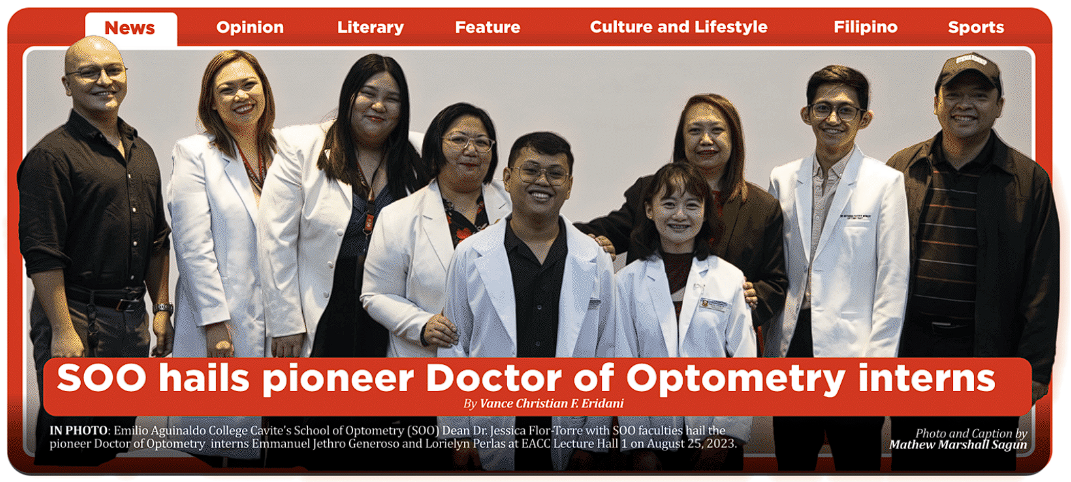 News Opinion Literary Feature Culture and Lifestyle Filipino Sports
SOO hails pioneer Doctor of Optometry interns
By Vance Christian F. Eridani
IN PHOTO: Emilio Aguinaldo College Cavite's School of Optometry (SOO) Dean Dr. Jessica Flor-Torre with SOO faculties hail the
pioneer Doctor of Optometry interns Emmanuel Jethro Generoso and Lorielyn Perlas at EACC Lecture Hall 1 on August 25, 2023.
Photo and Caption by
Mathew Marshall Sagun